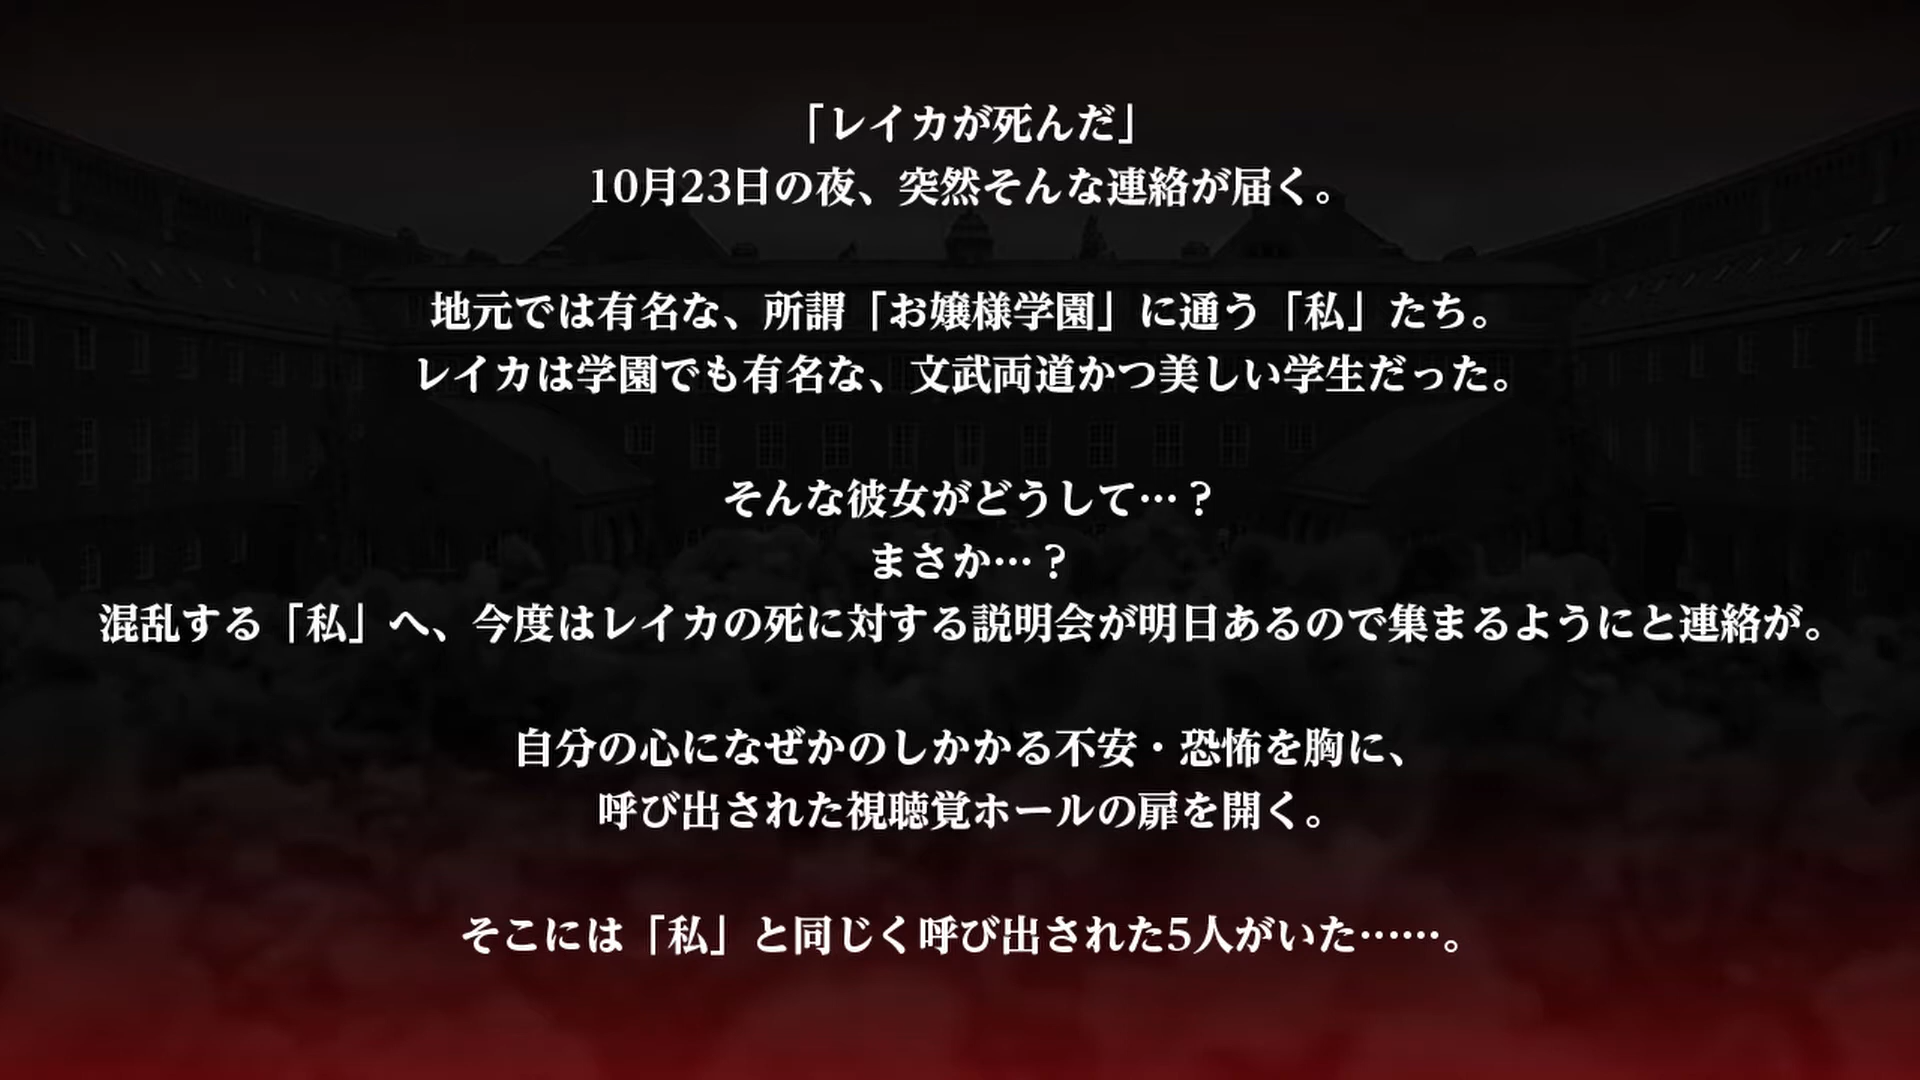 「レイカが死んだ」
10月23日の夜、突然そんな連絡が届く。
地元では有名な、所謂「お嬢様学園」に通う「私」たち。
レイカは学園でも有名な、文武両道かつ美しい学生だった。
そんな彼女がどうして…？
まさか…？
混乱する「私」へ、今度はレイカの死に対する説明会が明日あるので集まるようにと連絡が。
自分の心になぜかのしかかる不安・恐怖を胸に、
呼び出された視聴覚ホールの扉を開く。
そこには「私」と同じく呼び出された5人がいた……。